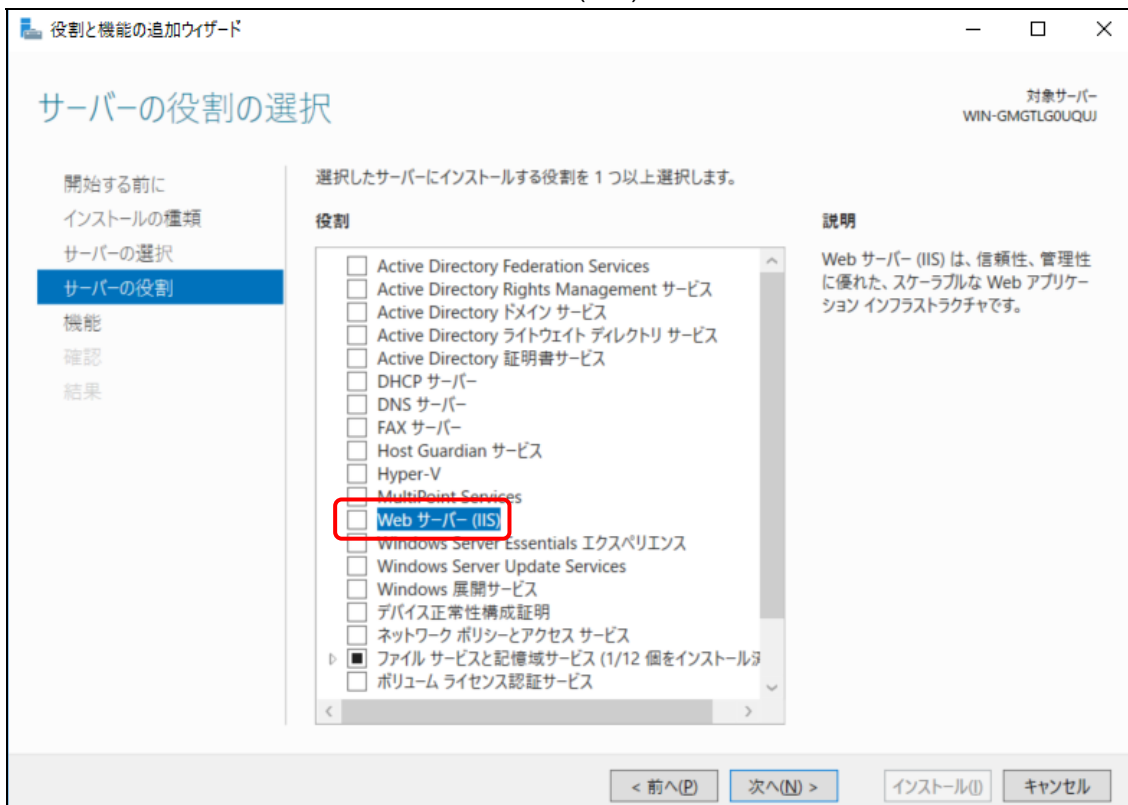 役割と機能の追加ウィザード
サーバーの役割の選択
対象サーバー
WIN-GMGTLG0UQUJ
開始する前に
インストールの種類
サーバーの選択
サーバーの役割
機能
確認
結果
選択したサーバーにインストールする役割を 1 つ以上選択します。
役割
Active Directory Federation Services
Active Directory Rights Management サービス
Active Directory ドメイン サービス
Active Directory ライトウェイト ディレクトリ サービス
Active Directory 証明書サービス
DHCP サーバー
DNS サーバー
FAX サーバー
Host Guardian サービス
Hyper-V
MultiPoint Services
Web サーバー (IIS)
Windows Server Essentials エクスペリエンス
Windows Server Update Services
Windows 展開サービス
デバイス正常性構成証明
ネットワーク ポリシーとアクセス サービス
ファイル サービスと記憶域サービス (1/12 個をインストール済
ボリューム ライセンス認証サービス
説明
Web サーバー (IIS) は、信頼性、管理性
に優れた、スケーラブルな Web アプリケー
ション インフラストラクチャです。
< 前へ(P)
次へ(N) >
インストール(I)
キャンセル